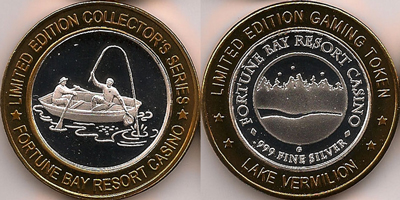 LIMITED EDITION COLLECTOR'S SERIES
FORTUNE BAY RESORT CASINO
LIMITED EDITION GAMING TOKEN
FORTUNE BAY RESORT CASINO
G
.999 FINE SILVER
LAKE VERMILION